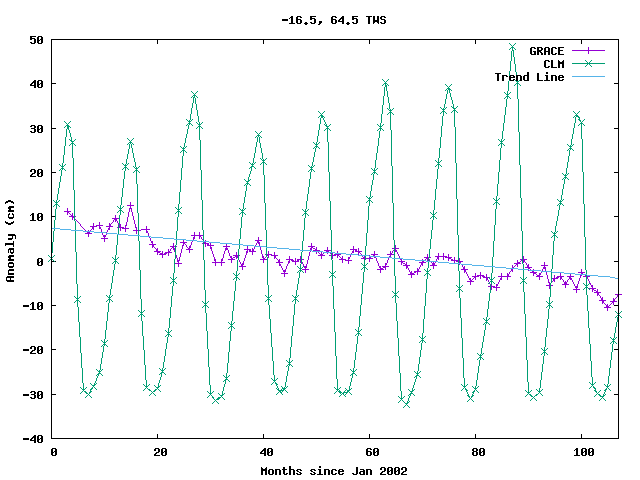 -16.5, 64.5 TWS
GRACE
CLM
Trend Line
50
40
30
20
10
0
-10
-20
-30
-40
Anomaly (cm)
0 20 40 60 80 100
Months since Jan 2002